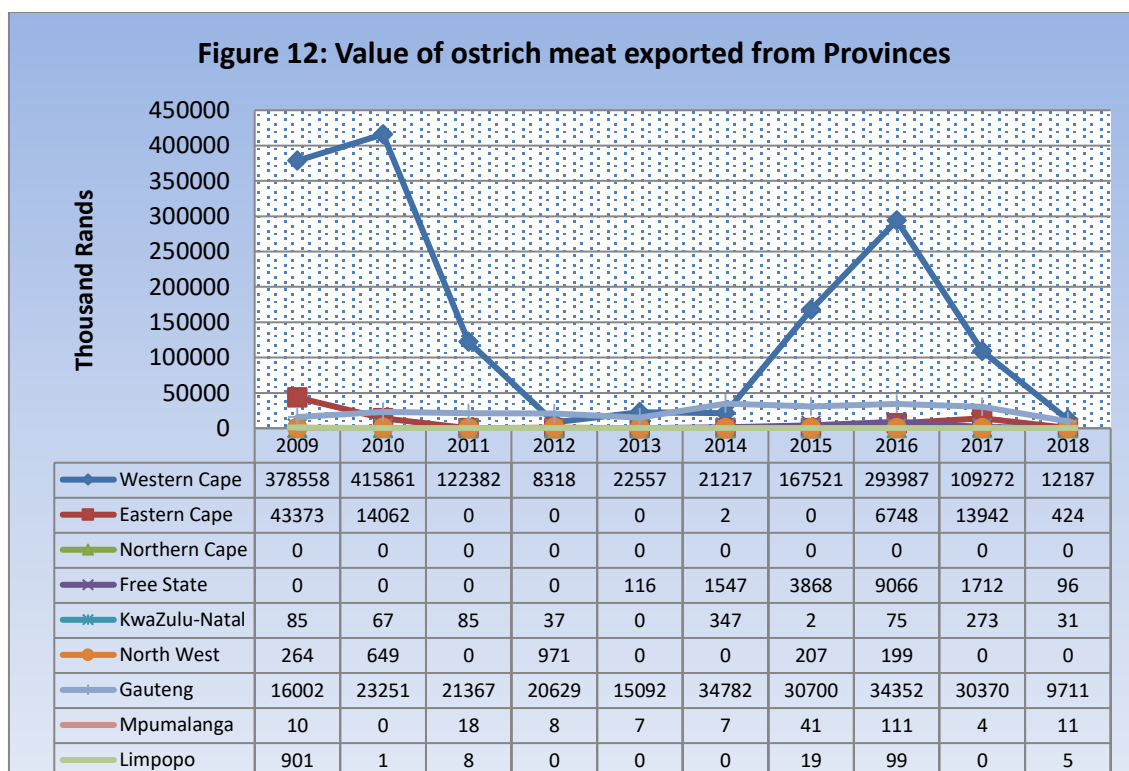 Figure 12: Value of ostrich meat exported from Provinces
Thousand Rands
450000
400000
350000
300000
250000
200000
150000
100000
50000
0
2009 2010 2011 2012 2013 2014 2015 2016 2017 2018
Western Cape 378558 415861 122382 8318 22557 21217 167521 293987 109272 12187
Eastern Cape 43373 14062 0 0 0 2 0 6748 13942 424
Northern Cape 0 0 0 0 0 0 0 0 0 0
Free State 0 0 0 0 116 1547 3868 9066 1712 96
KwaZulu-Natal 85 67 85 37 0 347 2 75 273 31
North West 264 649 0 971 0 0 207 199 0 0
Gauteng 16002 23251 21367 20629 15092 34782 30700 34352 30370 9711
Mpumalanga 10 0 18 8 7 7 41 111 4 11
Limpopo 901 1 8 0 0 0 19 99 0 5